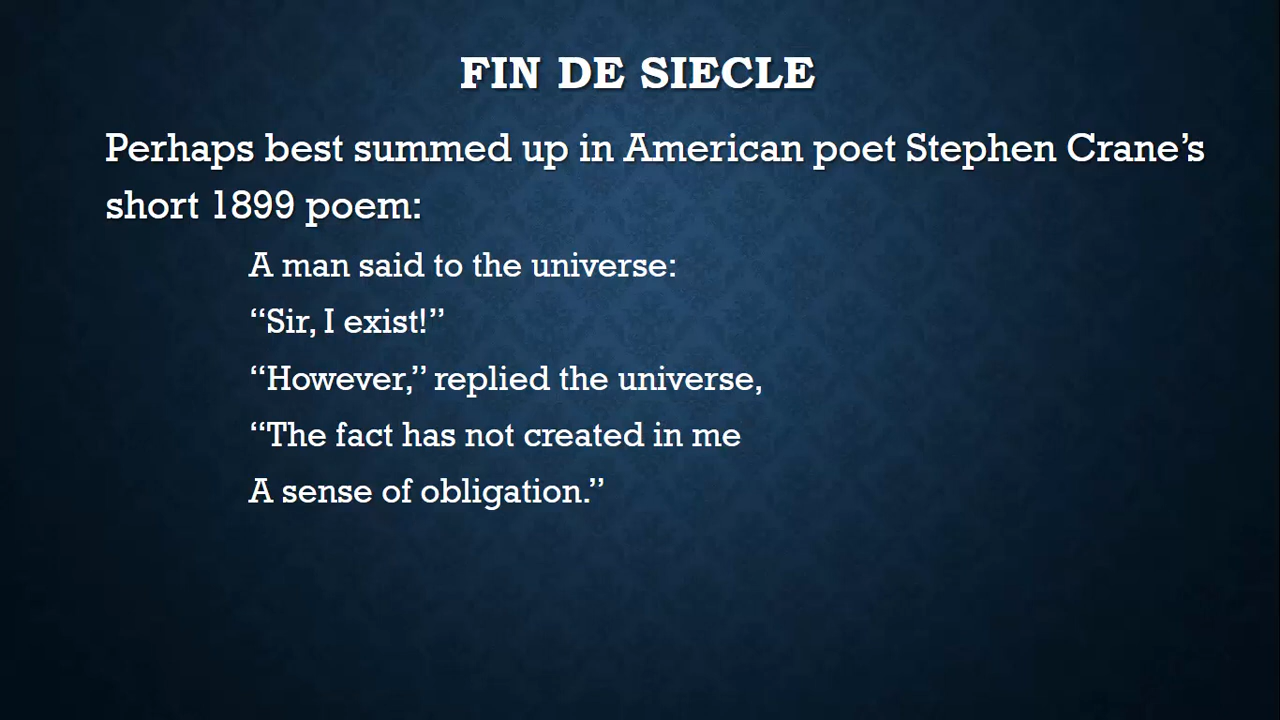 FIN DE SIECLE
Perhaps best summed up in American poet Stephen Crane’s
short 1899 poem:
A man said to the universe:
“Sir, I exist!”
“However,” replied the universe,
“The fact has not created in me
A sense of obligation.”